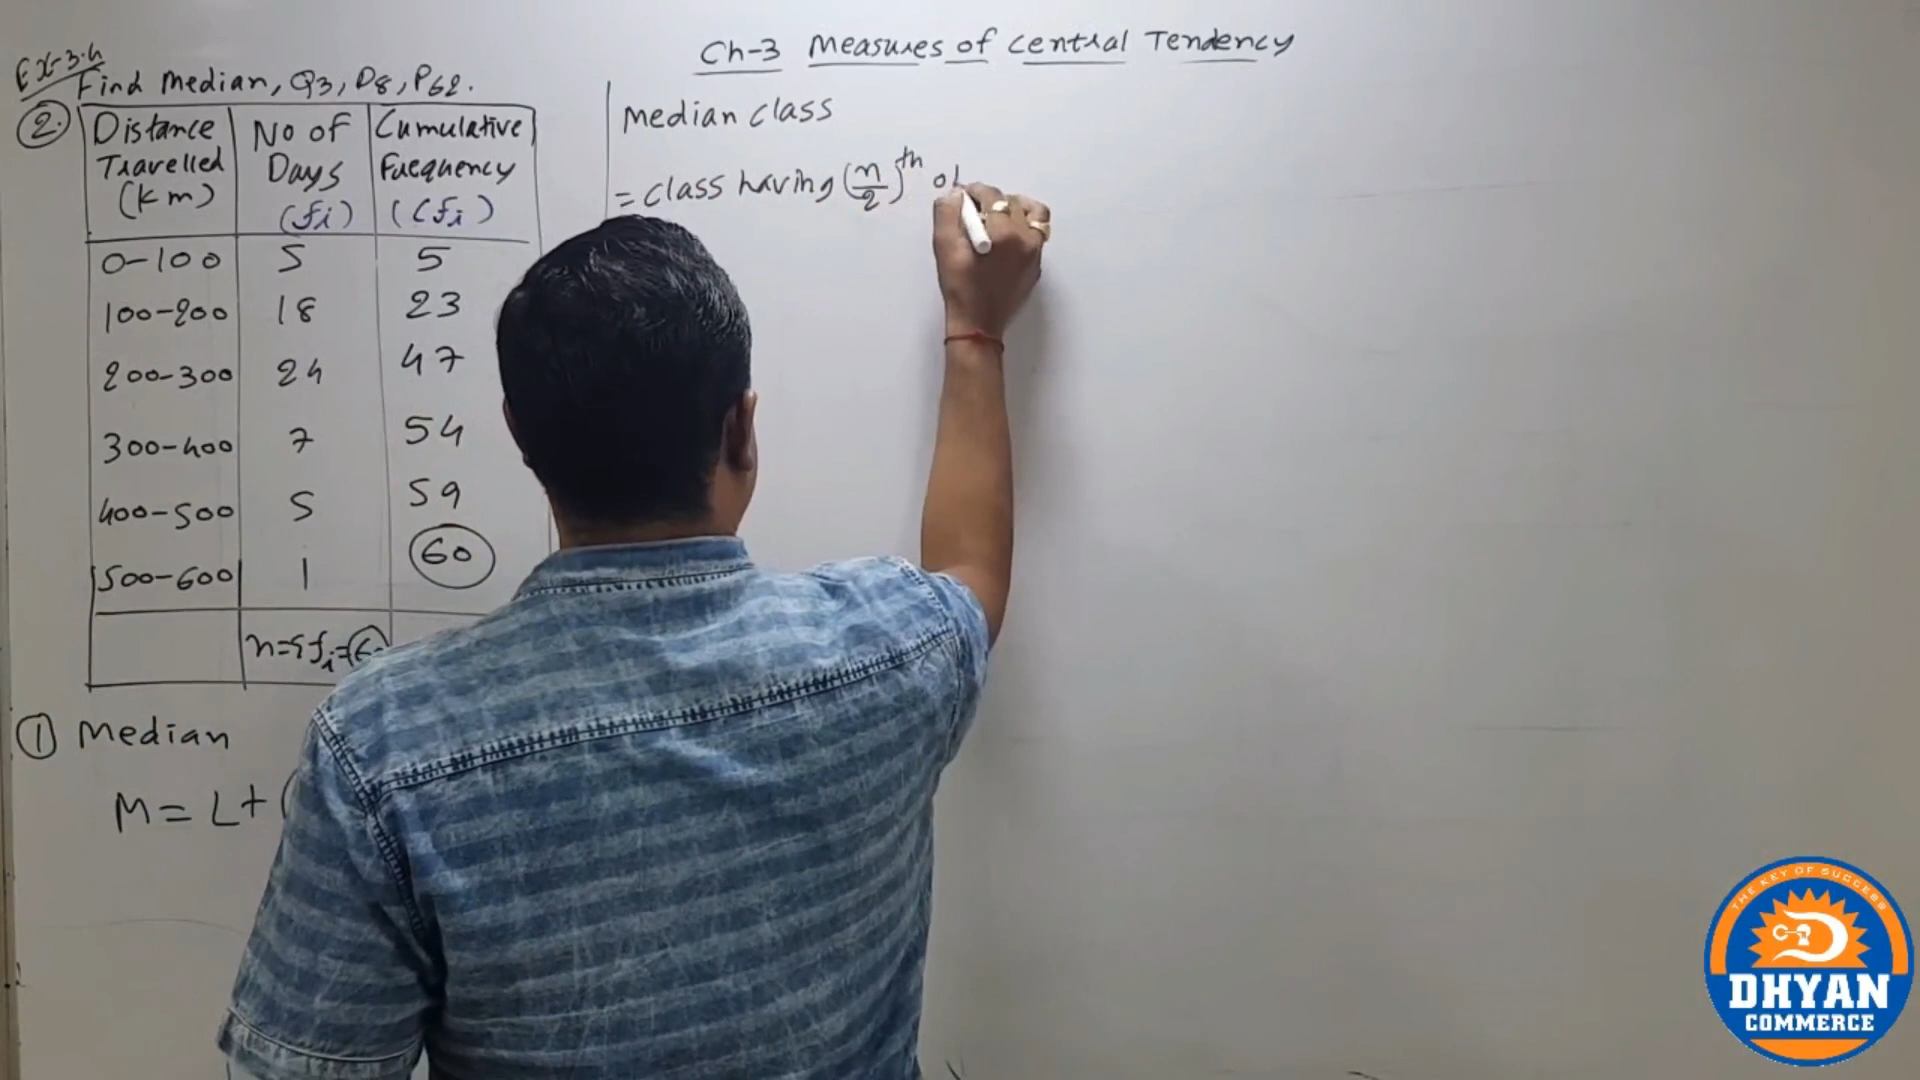 Ch-3 Measures of Central Tendency
Ex-3.4
Find Median, Q3, D8, P62.
2.
Distance Travelled (Km) No of Days (fi) Cumulative Frequency (Cfi)
0-100 5 5
100-200 18 23
200-300 24 47
300-400 7 54
400-500 5 59
500-600 1 60
n=Σfi=
① Median
M = L + (
Median class
= class having (n/2)th
THE KEY OF SUCCESS
DHYAN
COMMERCE